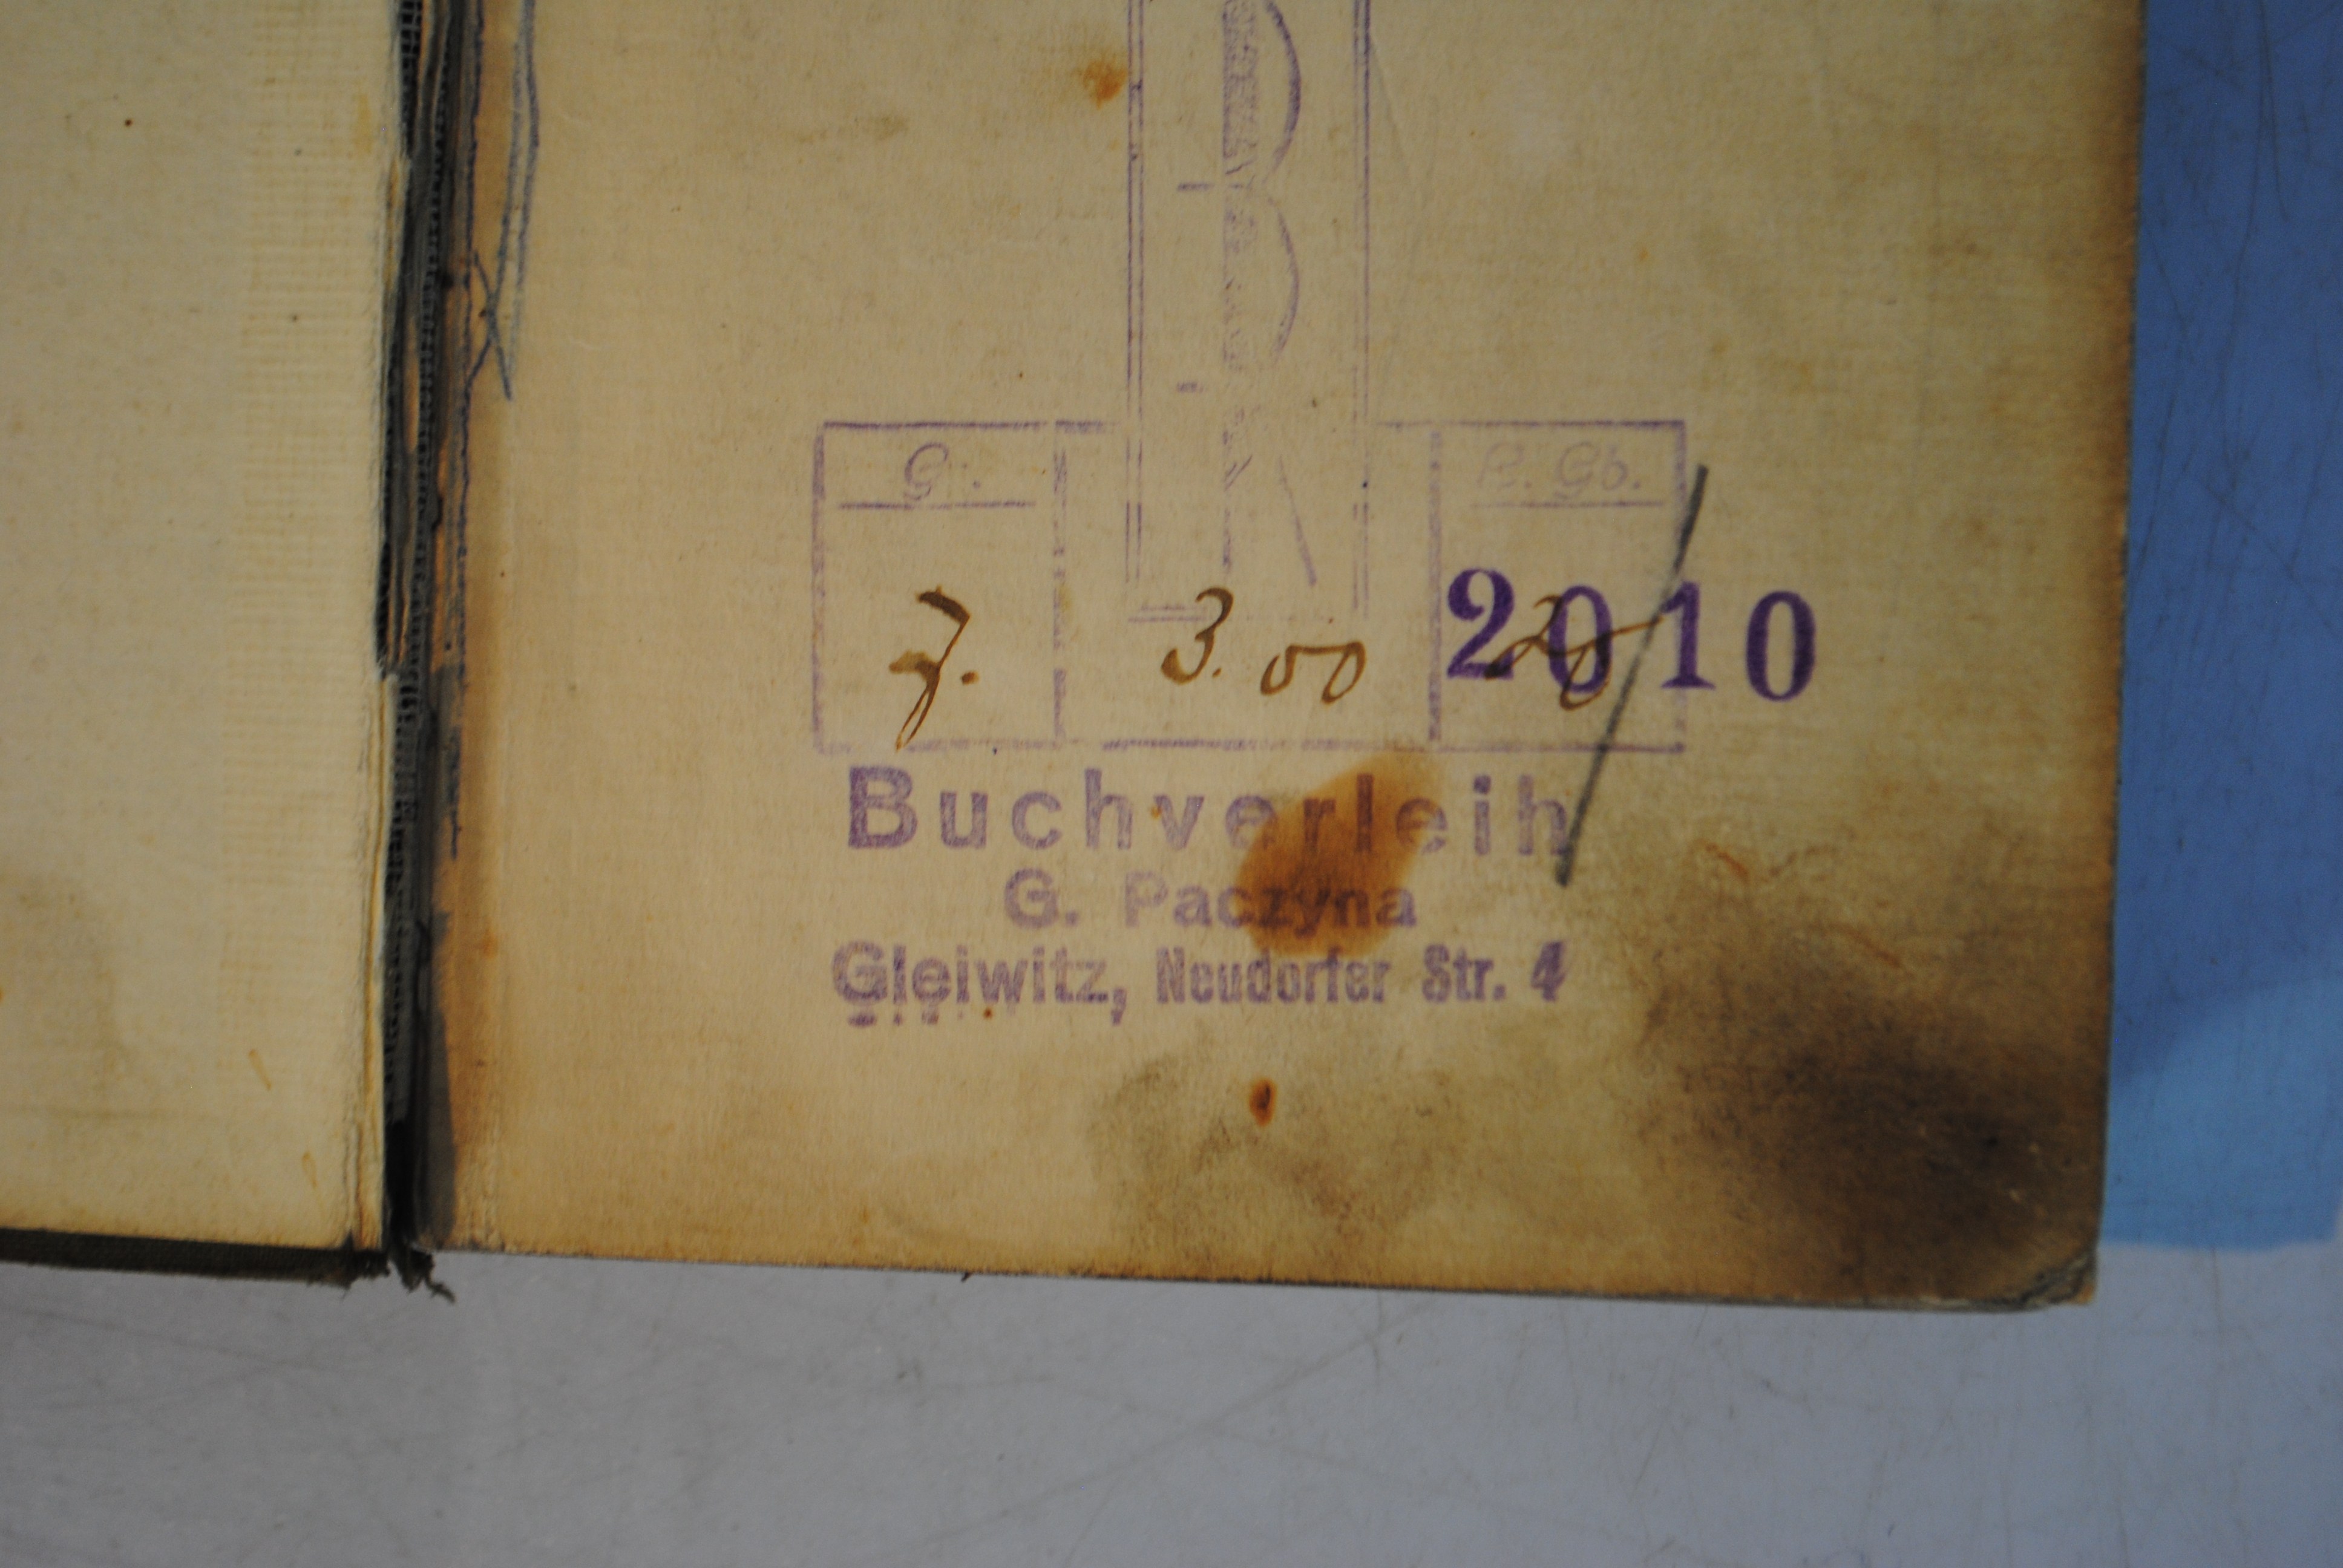 B
B
K
G. R. Gb.
7. 3.00 20
2010
Buchverleih
G. Paczyna
Gleiwitz, Neudorfer Str. 4